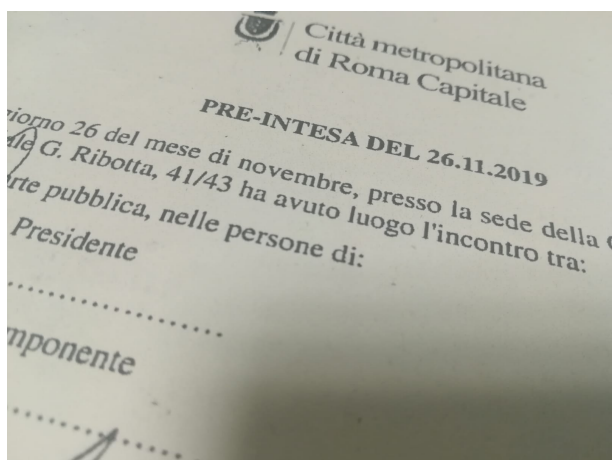 Città metropolitana
di Roma Capitale
PRE-INTESA DEL 26.11.2019
giorno 26 del mese di novembre, presso la sede della
G. Ribotta, 41/43 ha avuto luogo l'incontro tra:
rte pubblica, nelle persone di:
Presidente
....................
mponente
....................